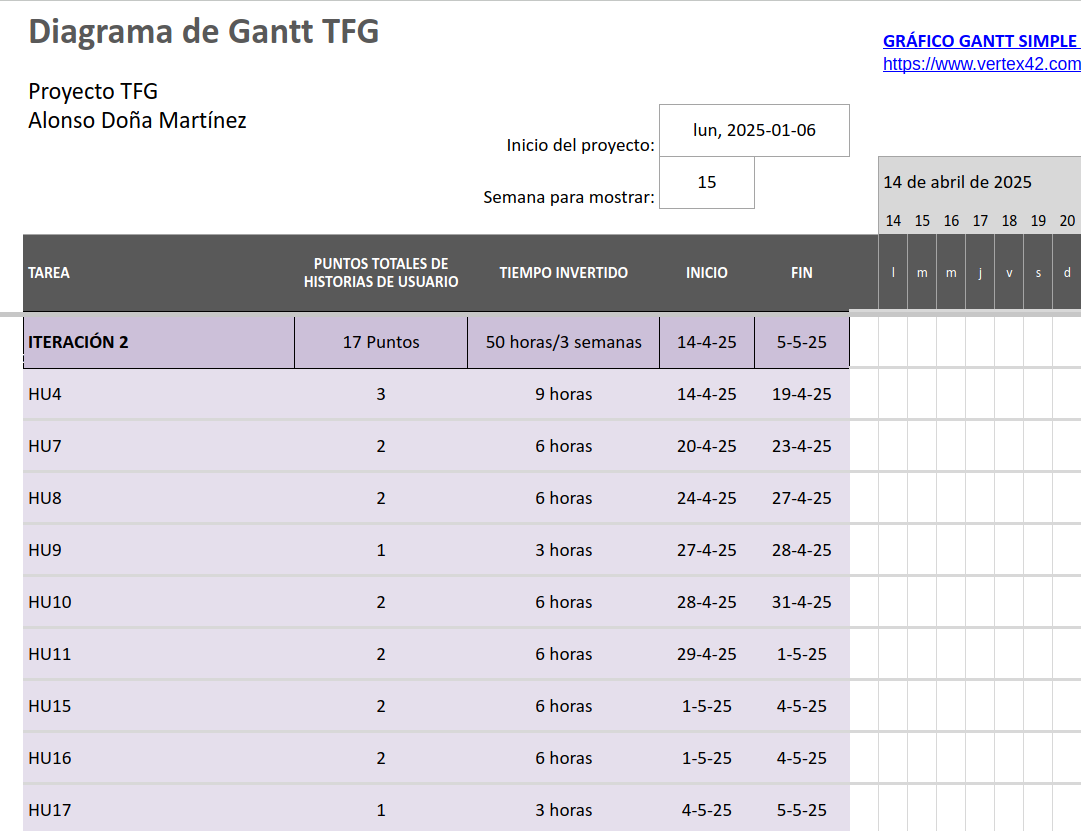 Diagrama de Gantt TFG
GRÁFICO GANTT SIMPLE
https://www.vertex42.com
Proyecto TFG
Alonso Doña Martínez
Inicio del proyecto: lun, 2025-01-06
Semana para mostrar: 15
14 de abril de 2025
14 15 16 17 18 19 20
TAREA PUNTOS TOTALES DE HISTORIAS DE USUARIO TIEMPO INVERTIDO INICIO FIN l m m j v s d
ITERACIÓN 2 17 Puntos 50 horas/3 semanas 14-4-25 5-5-25
HU4 3 9 horas 14-4-25 19-4-25
HU7 2 6 horas 20-4-25 23-4-25
HU8 2 6 horas 24-4-25 27-4-25
HU9 1 3 horas 27-4-25 28-4-25
HU10 2 6 horas 28-4-25 31-4-25
HU11 2 6 horas 29-4-25 1-5-25
HU15 2 6 horas 1-5-25 4-5-25
HU16 2 6 horas 1-5-25 4-5-25
HU17 1 3 horas 4-5-25 5-5-25